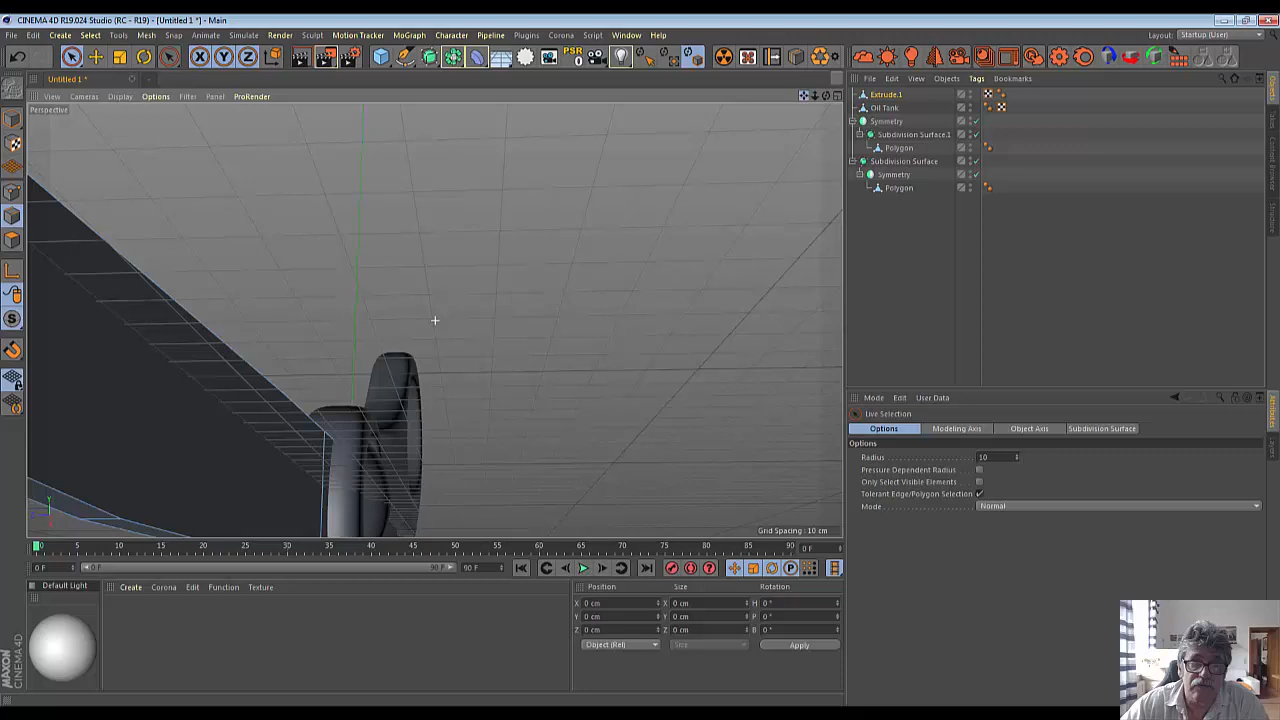 CINEMA 4D R19.024 Studio (RC - R19) - [Untitled 1 *] - Main
File Edit Create Select Tools Mesh Snap Animate Simulate Render Sculpt Motion Tracker MoGraph Character Pipeline Plugins Corona Script Window Help
Layout: Startup (User)
X Y Z PSR 0
Untitled 1 *
File Edit View Objects Tags Bookmarks
View Cameras Display Options Filter Panel ProRender
Perspective
Extrude.1
Oil Tank
Symmetry
Subdivision Surface.1
Polygon
Subdivision Surface
Symmetry
Polygon
Grid Spacing : 10 cm
Mode Edit User Data
Live Selection
Options Modeling Axis Object Axis Subdivision Surface
Options
Radius 10
Pressure Dependent Radius
Only Select Visible Elements
Tolerant Edge/Polygon Selection
Mode Normal
0 5 10 15 20 25 30 35 40 45 50 55 60 65 70 75 80 85 90 0 F
0 F 0 F 90 F 90 F
Default Light
Create Corona Edit Function Texture
Position Size Rotation
X 0 cm X 0 cm H 0 °
Y 0 cm Y 0 cm P 0 °
Z 0 cm Z 0 cm B 0 °
Object (Rel) Size Apply
MAXON CINEMA 4D